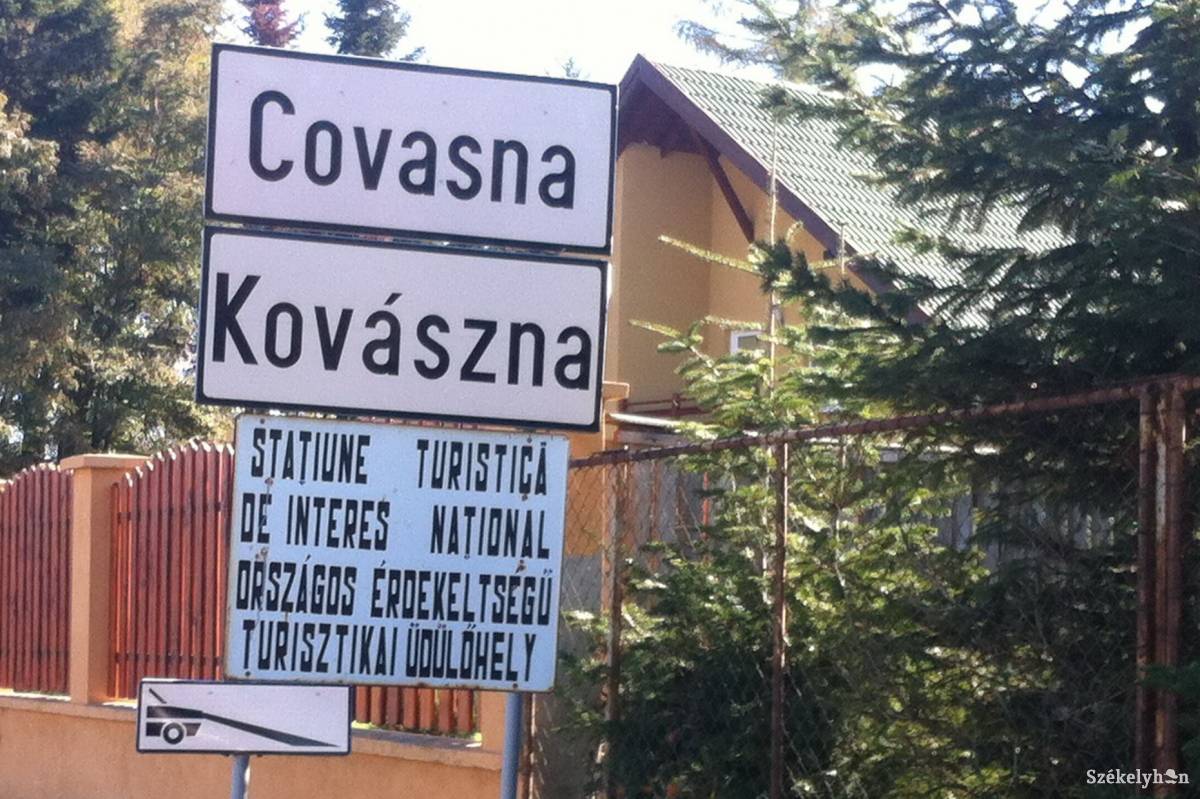 Covasna
Kovászna
STAȚIUNE TURISTICĂ
DE INTERES NAȚIONAL
ORSZÁGOS ÉRDEKELTSÉGŰ
TURISZTIKAI ÜDÜLŐHELY
Székelyhon